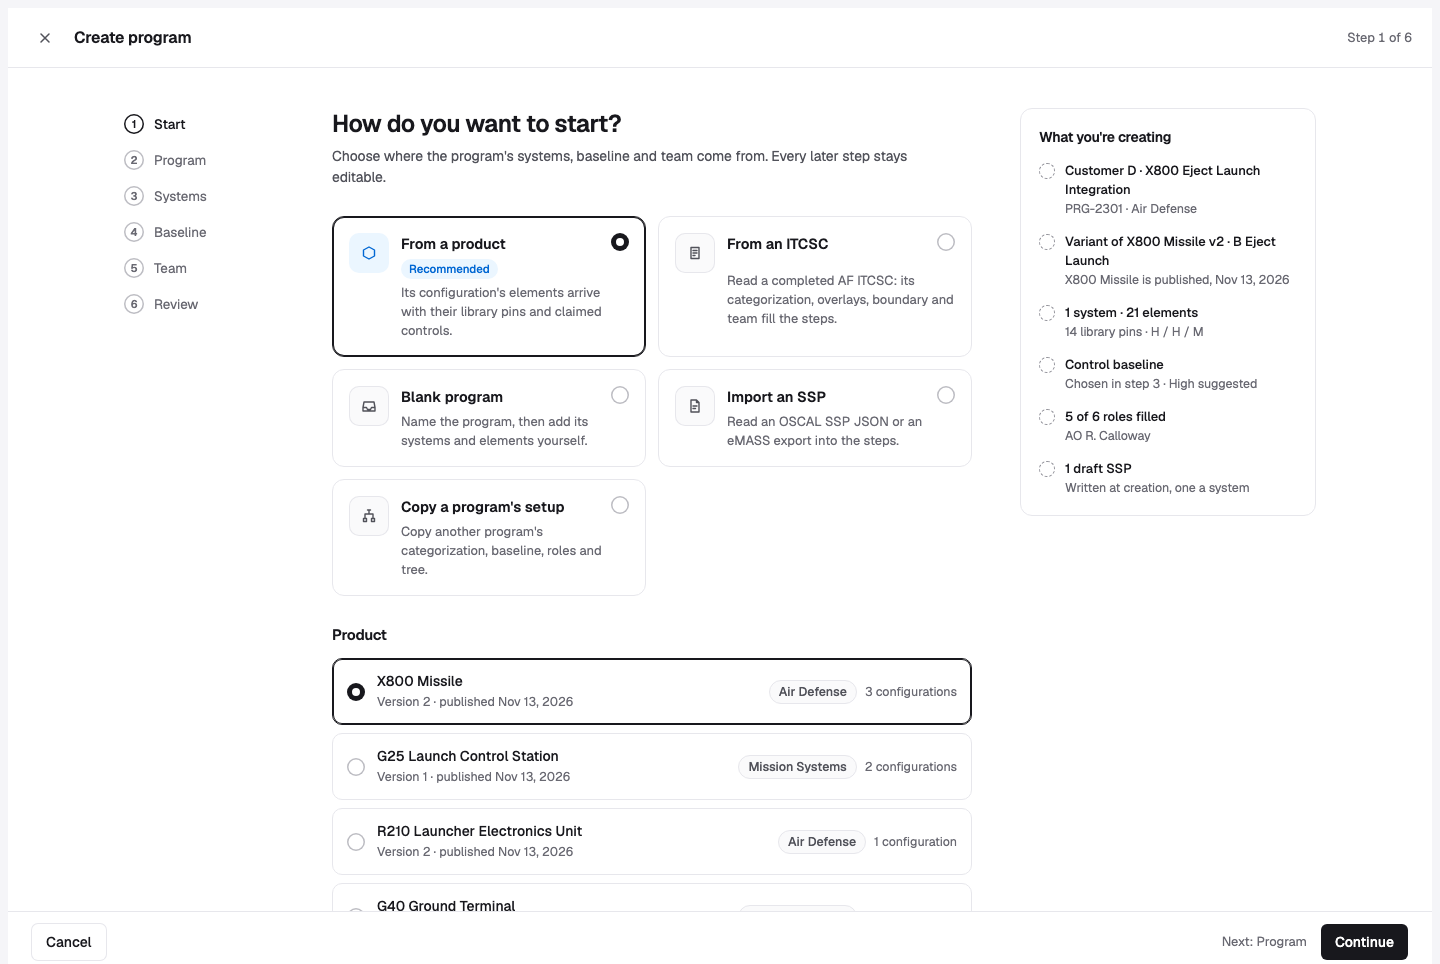 Create program
Step 1 of 6
1 Start
2 Program
3 Systems
4 Baseline
5 Team
6 Review
How do you want to start?
Choose where the program's systems, baseline and team come from. Every later step stays
editable.
From a product
Recommended
Its configuration's elements arrive
with their library pins and claimed
controls.
From an ITCSC
Read a completed AF ITCSC: its
categorization, overlays, boundary and
team fill the steps.
Blank program
Name the program, then add its
systems and elements yourself.
Import an SSP
Read an OSCAL SSP JSON or an
eMASS export into the steps.
Copy a program's setup
Copy another program's
categorization, baseline, roles and
tree.
Product
X800 Missile
Version 2 · published Nov 13, 2026
Air Defense
3 configurations
G25 Launch Control Station
Version 1 · published Nov 13, 2026
Mission Systems
2 configurations
R210 Launcher Electronics Unit
Version 2 · published Nov 13, 2026
Air Defense
1 configuration
G40 Ground Terminal
What you're creating
Customer D · X800 Eject Launch
Integration
PRG-2301 · Air Defense
Variant of X800 Missile v2 · B Eject
Launch
X800 Missile is published, Nov 13, 2026
1 system · 21 elements
14 library pins · H / H / M
Control baseline
Chosen in step 3 · High suggested
5 of 6 roles filled
AO R. Calloway
1 draft SSP
Written at creation, one a system
Cancel
Next: Program
Continue